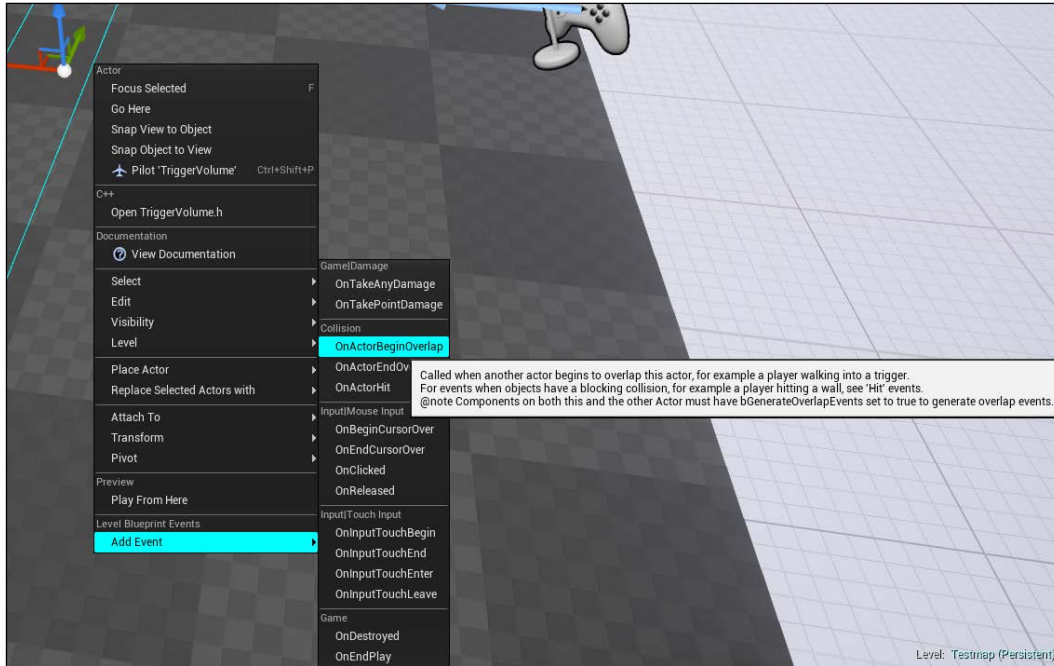 Actor
Focus Selected F
Go Here
Snap View to Object
Snap Object to View
Pilot 'TriggerVolume' Ctrl+Shift+P
C++
Open TriggerVolume.h
Documentation
View Documentation
Select
Edit
Visibility
Level
Place Actor
Replace Selected Actors with
Attach To
Transform
Pivot
Preview
Play From Here
Level Blueprint Events
Add Event
Game|Damage
OnTakeAnyDamage
OnTakePointDamage
Collision
OnActorBeginOverlap
OnActorEndOv
OnActorHit
Called when another actor begins to overlap this actor, for example a player walking into a trigger.
For events when objects have a blocking collision, for example a player hitting a wall, see 'Hit' events.
@note Components on both this and the other Actor must have bGenerateOverlapEvents set to true to generate overlap events.
Input|Mouse Input
OnBeginCursorOver
OnEndCursorOver
OnClicked
OnReleased
Input|Touch Input
OnInputTouchBegin
OnInputTouchEnd
OnInputTouchEnter
OnInputTouchLeave
Game
OnDestroyed
OnEndPlay
Level: Testmap (Persistent)